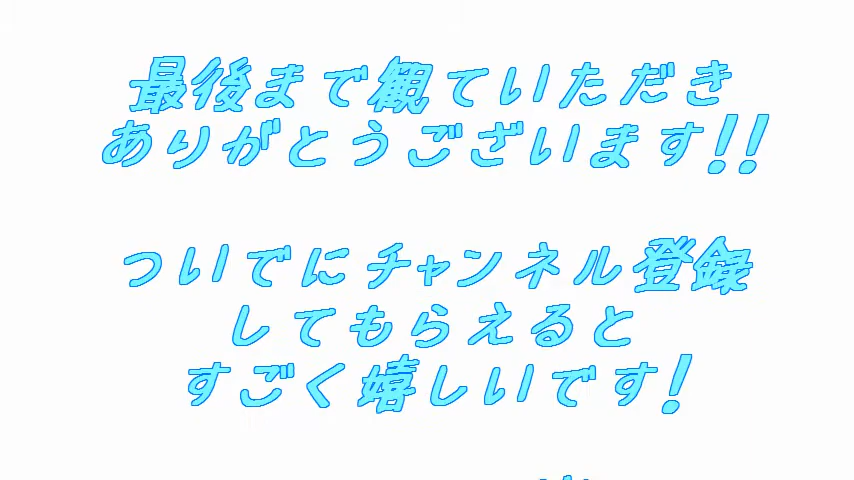 最後まで観ていただき
ありがとうございます!!
ついでにチャンネル登録
してもらえると
すごく嬉しいです!